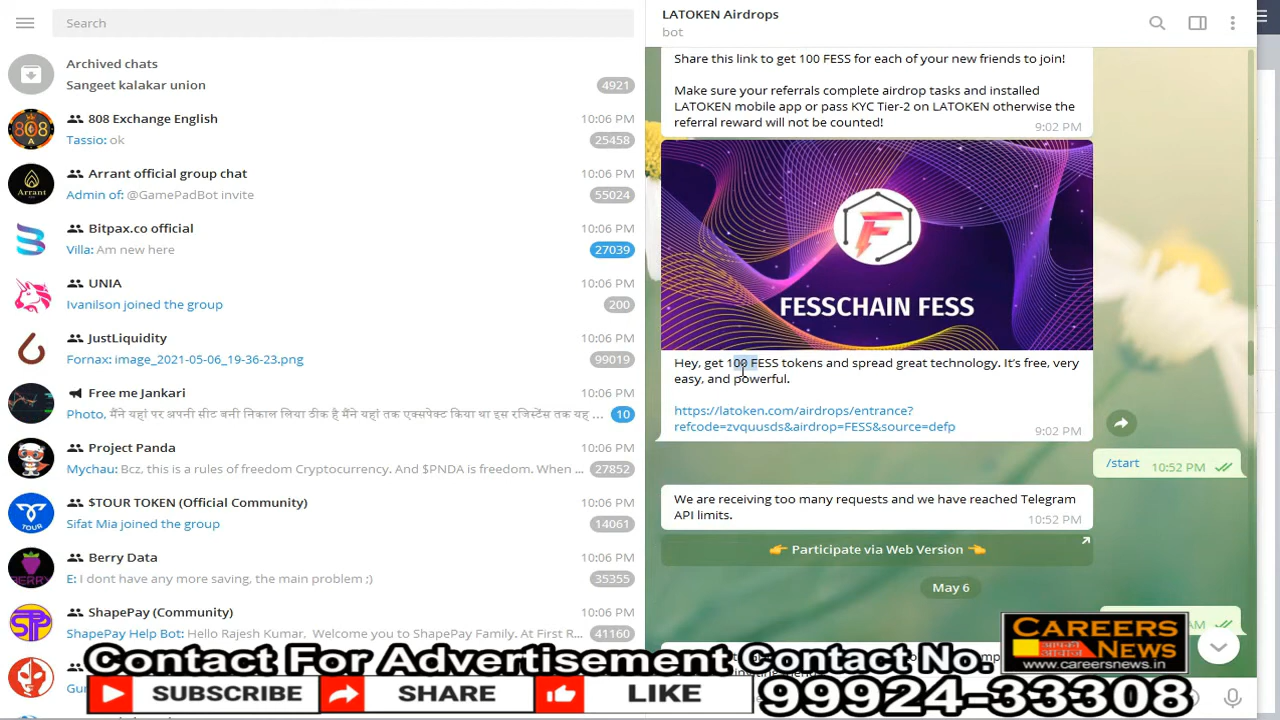 Search
Archived chats
Sangeet kalakar union
4921
808 Exchange English
10:06 PM
Tassio: ok
25458
Arrant official group chat
10:06 PM
Admin of: @GamePadBot invite
55024
Bitpax.co official
10:06 PM
Villa: Am new here
27039
UNIA
10:06 PM
Ivanilson joined the group
200
JustLiquidity
10:06 PM
Fornax: image_2021-05-06_19-36-23.png
99019
Free me Jankari
10:06 PM
Photo, मैंने यहां पर अपनी सीट वनी निकाल लिया ठीक है मैंने यहां तक एक्सपेक्ट किया था इस रजिस्टेंस तक यह ...
10
Project Panda
10:06 PM
Mychau: Bcz, this is a rules of freedom Cryptocurrency. And $PNDA is freedom. When ...
27852
$TOUR TOKEN (Official Community)
10:06 PM
Sifat Mia joined the group
14061
Berry Data
10:06 PM
E: I dont have any more saving, the main problem ;)
35355
ShapePay (Community)
10:06 PM
ShapePay Help Bot: Hello Rajesh Kumar. Welcome you to ShapePay Family. At First R...
41160
LATOKEN Airdrops
bot
Share this link to get 100 FESS for each of your new friends to join!
Make sure your referrals complete airdrop tasks and installed
LATOKEN mobile app or pass KYC Tier-2 on LATOKEN otherwise the
referral reward will not be counted!
9:02 PM
F
FESSCHAIN FESS
Hey, get 100 FESS tokens and spread great technology. It's free, very
easy, and powerful.
https://latoken.com/airdrops/entrance?
refcode=zvquusds&airdrop=FESS&source=defp
9:02 PM
/start
10:52 PM
We are receiving too many requests and we have reached Telegram
API limits.
10:52 PM
👉 Participate via Web Version 👈
May 6
CAREERS
NEWS
www.careersnews.in
Contact For Advertisement Contact No.
SUBSCRIBE
SHARE
LIKE
99924-33308